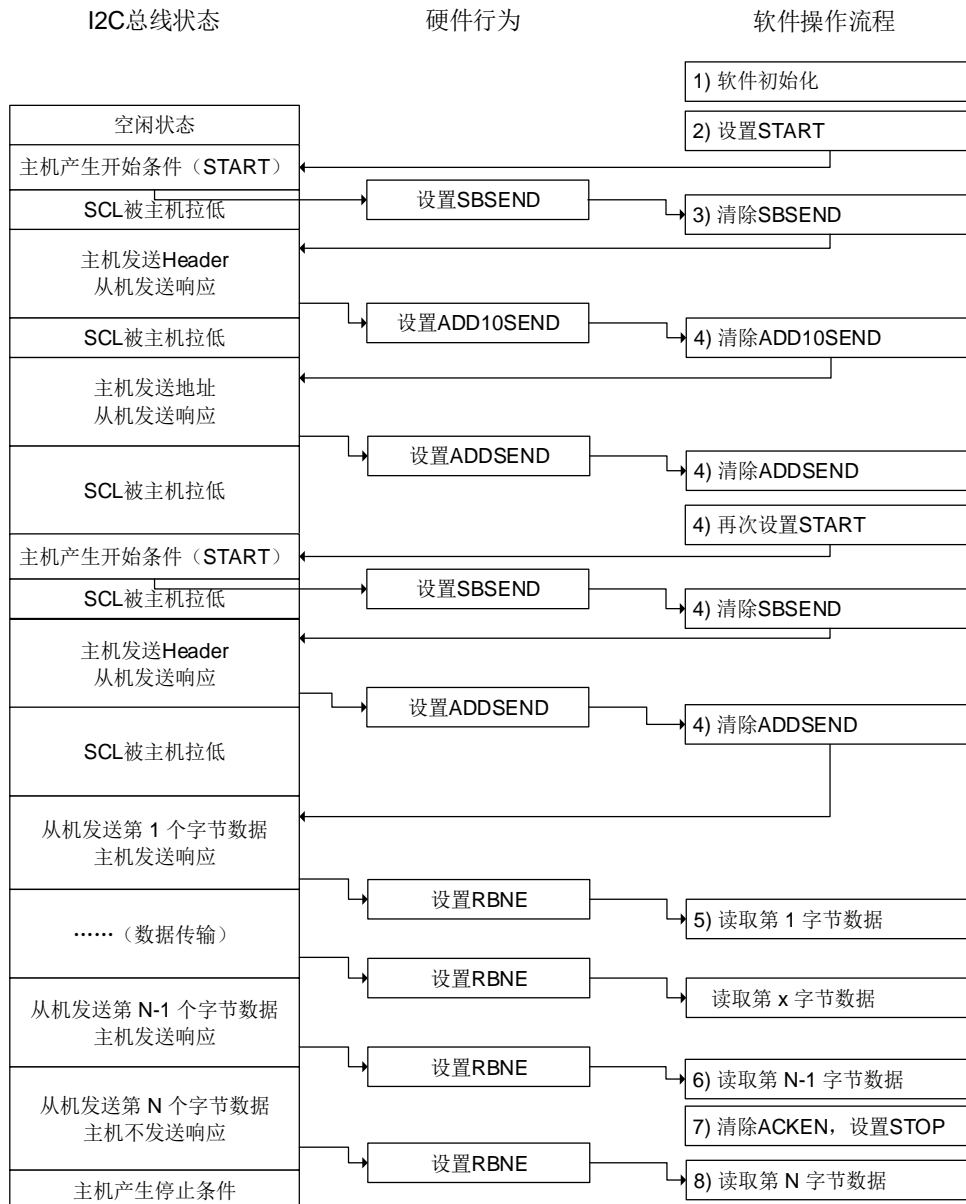 I2C总线状态
硬件行为
软件操作流程
1) 软件初始化
空闲状态
2) 设置START
主机产生开始条件（START）
设置SBSEND
SCL被主机拉低
3) 清除SBSEND
主机发送Header
从机发送响应
设置ADD10SEND
SCL被主机拉低
4) 清除ADD10SEND
主机发送地址
从机发送响应
设置ADDSEND
4) 清除ADDSEND
SCL被主机拉低
4) 再次设置START
主机产生开始条件（START）
设置SBSEND
SCL被主机拉低
4) 清除SBSEND
主机发送Header
从机发送响应
设置ADDSEND
4) 清除ADDSEND
SCL被主机拉低
从机发送第 1 个字节数据
主机发送响应
设置RBNE
5) 读取第 1 字节数据
……（数据传输）
设置RBNE
读取第 x 字节数据
从机发送第 N-1 个字节数据
主机发送响应
设置RBNE
6) 读取第 N-1 字节数据
从机发送第 N 个字节数据
主机不发送响应
7) 清除ACKEN，设置STOP
设置RBNE
8) 读取第 N 字节数据
主机产生停止条件